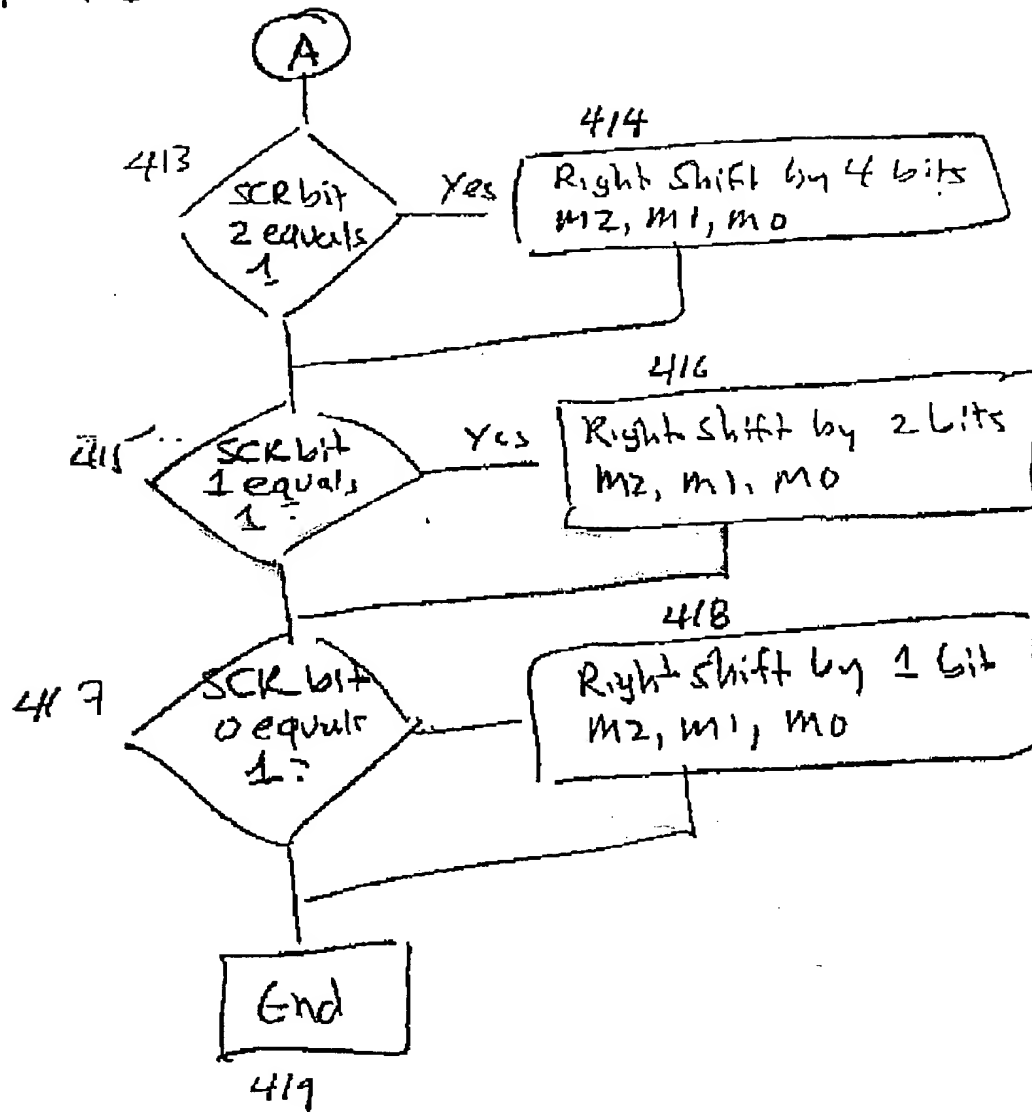 A
413
SCR bit
2 equals
1
Yes
414
Right Shift by 4 bits
m2, m1, m0
415
SCR bit
1 equals
1?
Yes
416
Right Shift by 2 bits
m2, m1, m0
417
SCR bit
0 equals
1?
418
Right Shift by 1 bit
m2, m1, m0
End
419